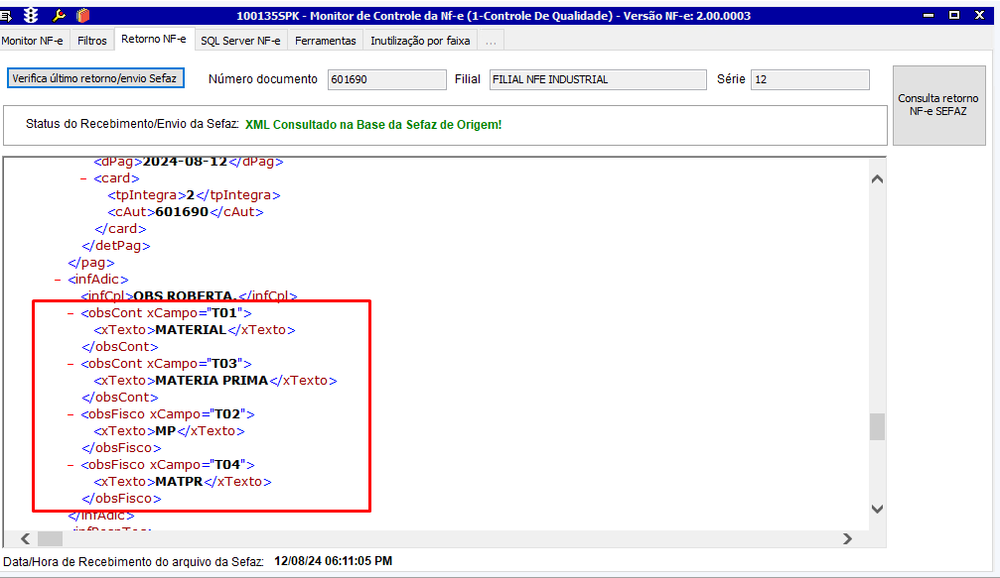 100135SPK - Monitor de Controle da Nf-e (1-Controle De Qualidade) - Versão NF-e: 2.00.0003
Monitor NF-e Filtros Retorno NF-e SQL Server NF-e Ferramentas Inutilização por faixa ...
Verifica último retorno/envio Sefaz Número documento 601690 Filial FILIAL NFE INDUSTRIAL Série 12
Consulta retorno
NF-e SEFAZ
Status do Recebimento/Envio da Sefaz: XML Consultado na Base da Sefaz de Origem!
<dPag>2024-08-12</dPag>
- <card>
<tpIntegra>2</tpIntegra>
<cAut>601690</cAut>
</card>
</detPag>
</pag>
- <infAdic>
<infCpl>OBS ROBERTA.</infCpl>
- <obsCont xCampo="T01">
<xTexto>MATERIAL</xTexto>
</obsCont>
- <obsCont xCampo="T03">
<xTexto>MATERIA PRIMA</xTexto>
</obsCont>
- <obsFisco xCampo="T02">
<xTexto>MP</xTexto>
</obsFisco>
- <obsFisco xCampo="T04">
<xTexto>MATPR</xTexto>
</obsFisco>
</infAdic>
Data/Hora de Recebimento do arquivo da Sefaz: 12/08/24 06:11:05 PM